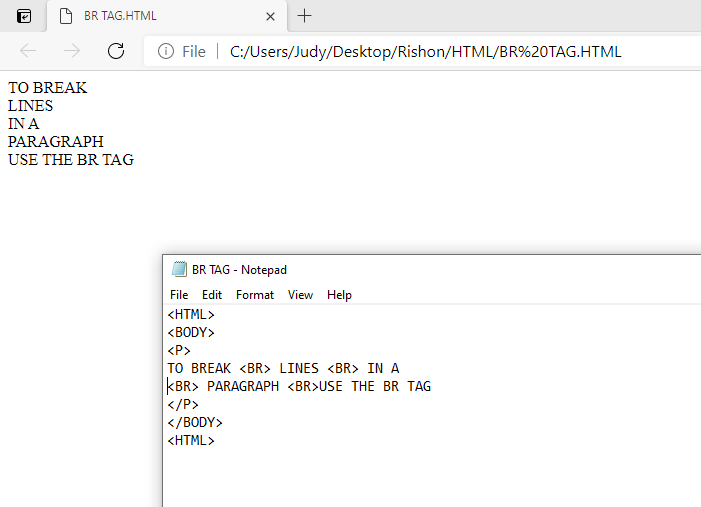 BR TAG.HTML
File
C:/Users/Judy/Desktop/Rishon/HTML/BR%20TAG.HTML
TO BREAK
LINES
IN A
PARAGRAPH
USE THE BR TAG
BR TAG - Notepad
File Edit Format View Help
<HTML>
<BODY>
<P>
TO BREAK <BR> LINES <BR> IN A
<BR> PARAGRAPH <BR>USE THE BR TAG
</P>
</BODY>
<HTML>